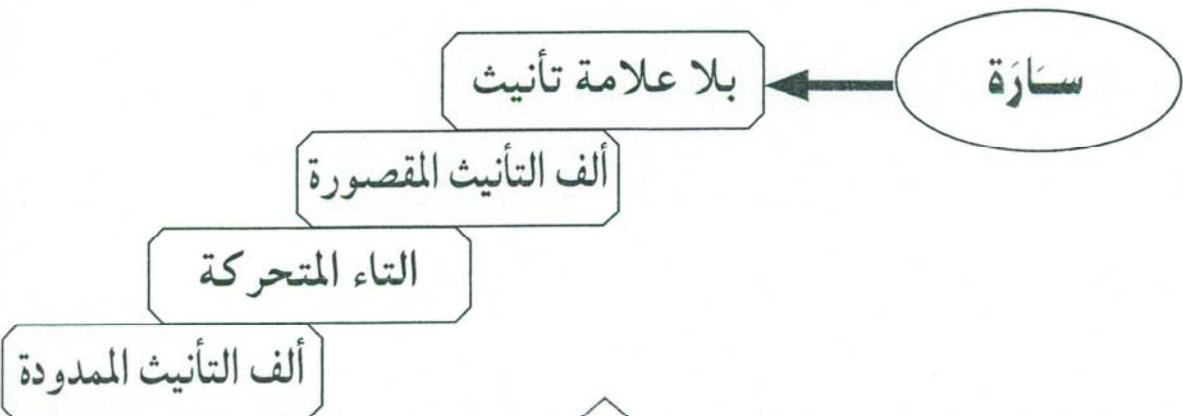 سَارَة
بلا علامة تأنيث
ألف التأنيث المقصورة
التاء المتحركة
ألف التأنيث الممدودة